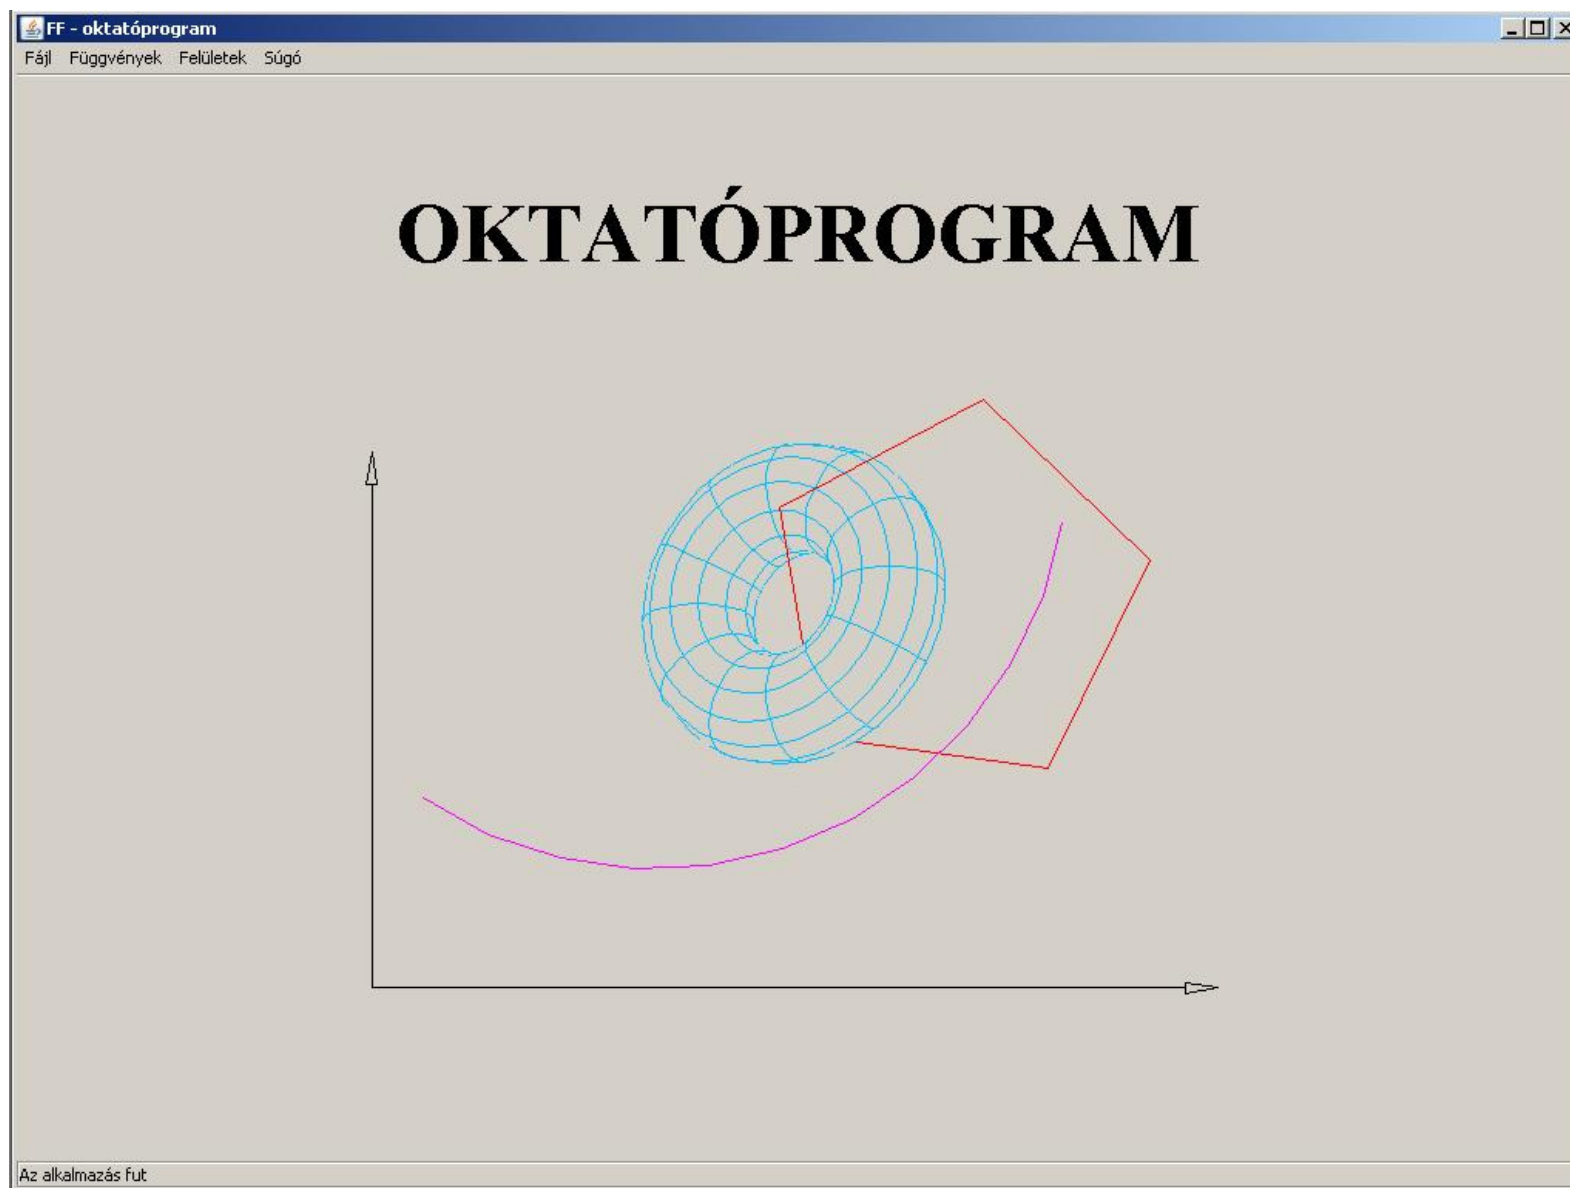 FF - oktatóprogram
Fájl Függvények Felületek Súgó
OKTATÓPROGRAM
Az alkalmazás fut